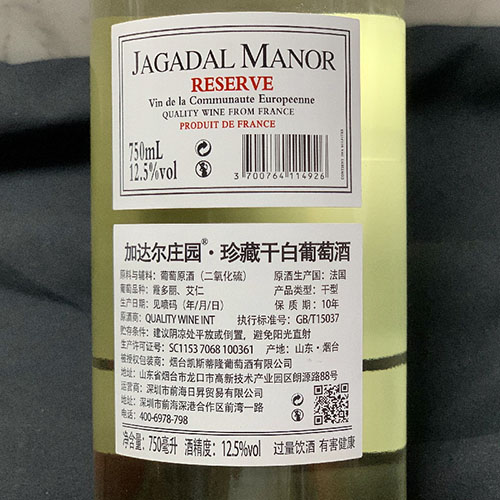 JAGADAL MANOR
RESERVE
Vin de la Communaute Européenne
QUALITY WINE FROM FRANCE
PRODUIT DE FRANCE
750mL
12.5%vol
3 700764 114926
加达尔庄园®·珍藏干白葡萄酒
原料与辅料：葡萄原酒（二氧化硫） 原酒生产国：法国
葡萄品种：霞多丽、艾仁 产品类型：干型
生产日期：见喷码（年/月/日） 保质期：10年
原酒商：QUALITY WINE INT 执行标准号：GB/T15037
贮存条件：建议阴凉处平放或倒置，避免阳光直射
生产许可证号：SC1153 7068 100361 产地：山东·烟台
被授权包装商：烟台凯斯蒂隆葡萄酒有限公司
地址：山东省烟台市龙口市高新技术产业园区朗源路88号
运营商：深圳市前海日昇贸易有限公司
地址：深圳市前海深港合作区前湾一路
电话：400-6978-798
净含量：750毫升 酒精度：12.5%vol 过量饮酒 有害健康